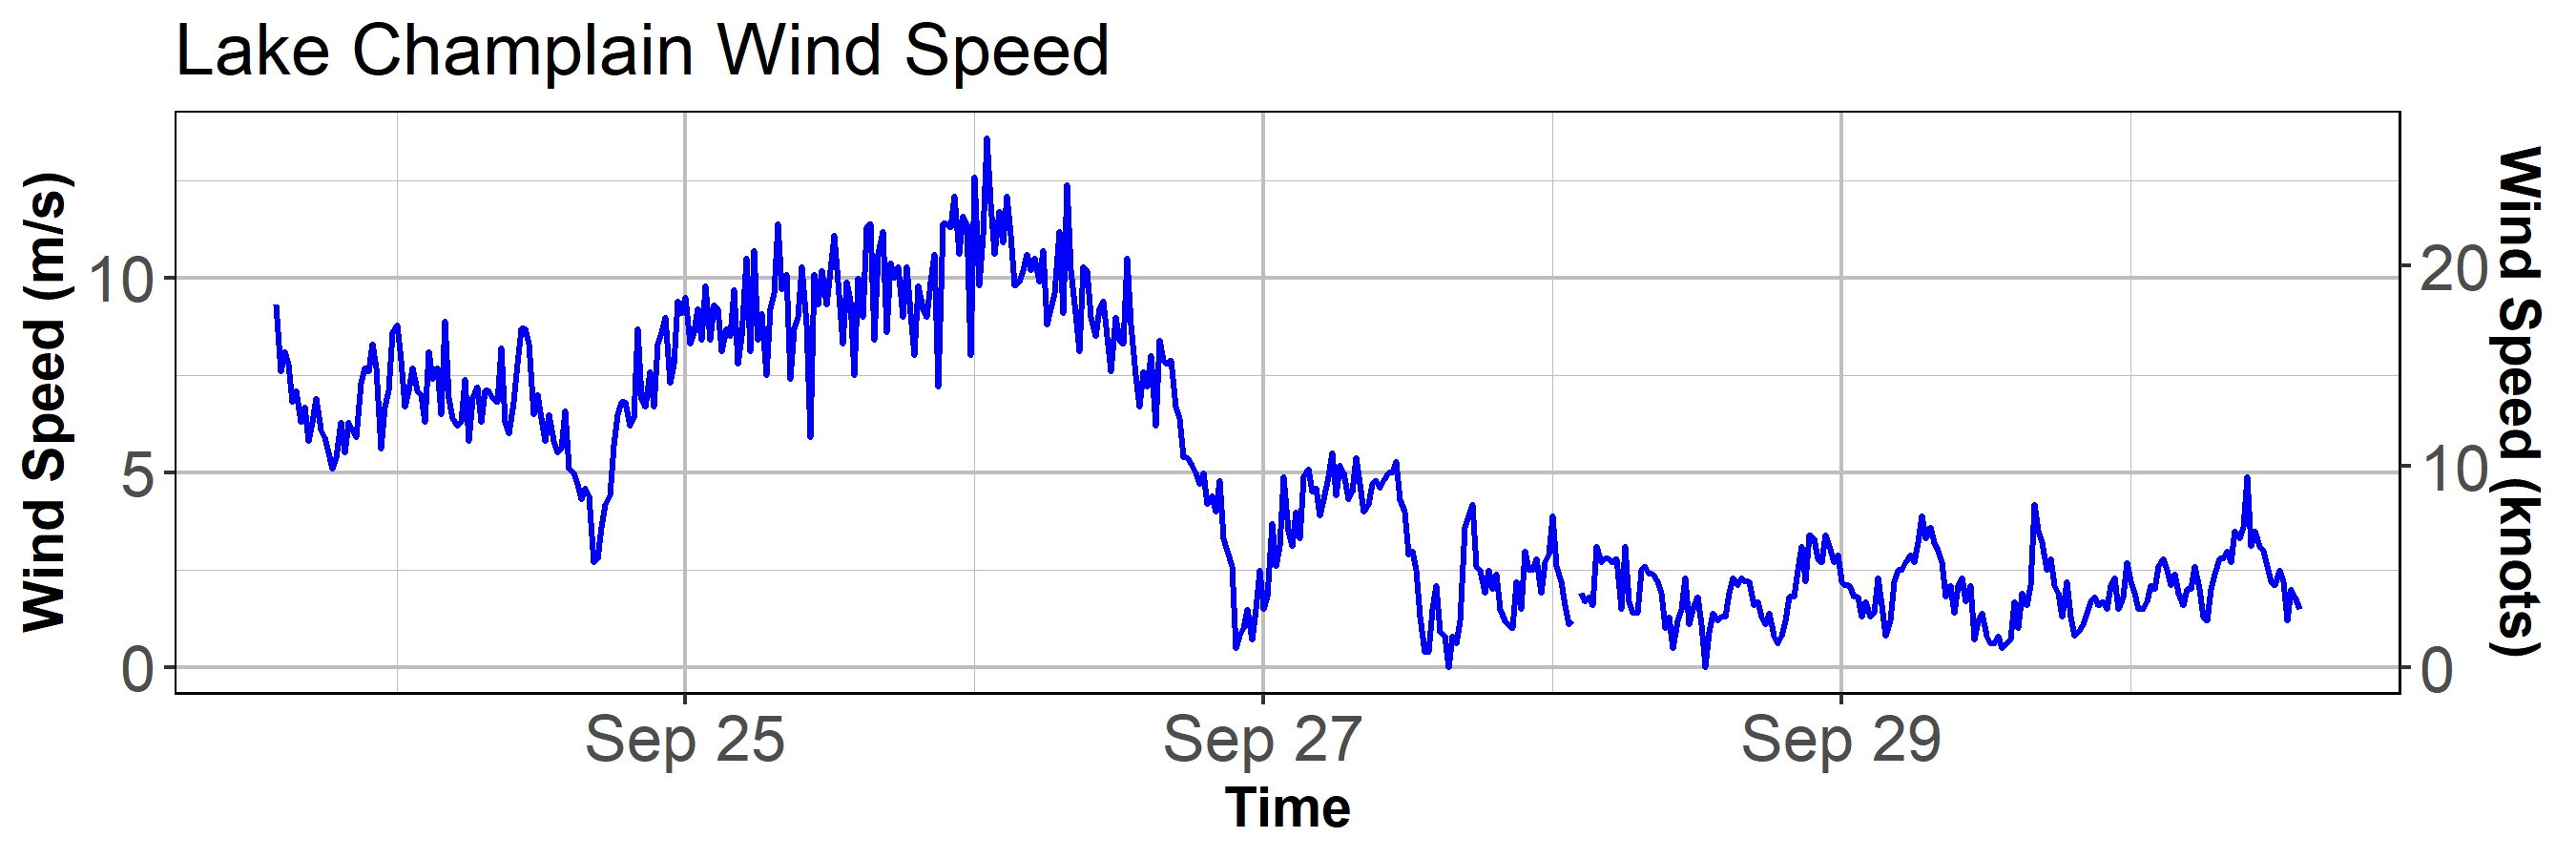 Lake Champlain Wind Speed
Wind Speed (m/s)
10
5
0
20
10
0
Wind Speed (knots)
Sep 25
Sep 27
Sep 29
Time